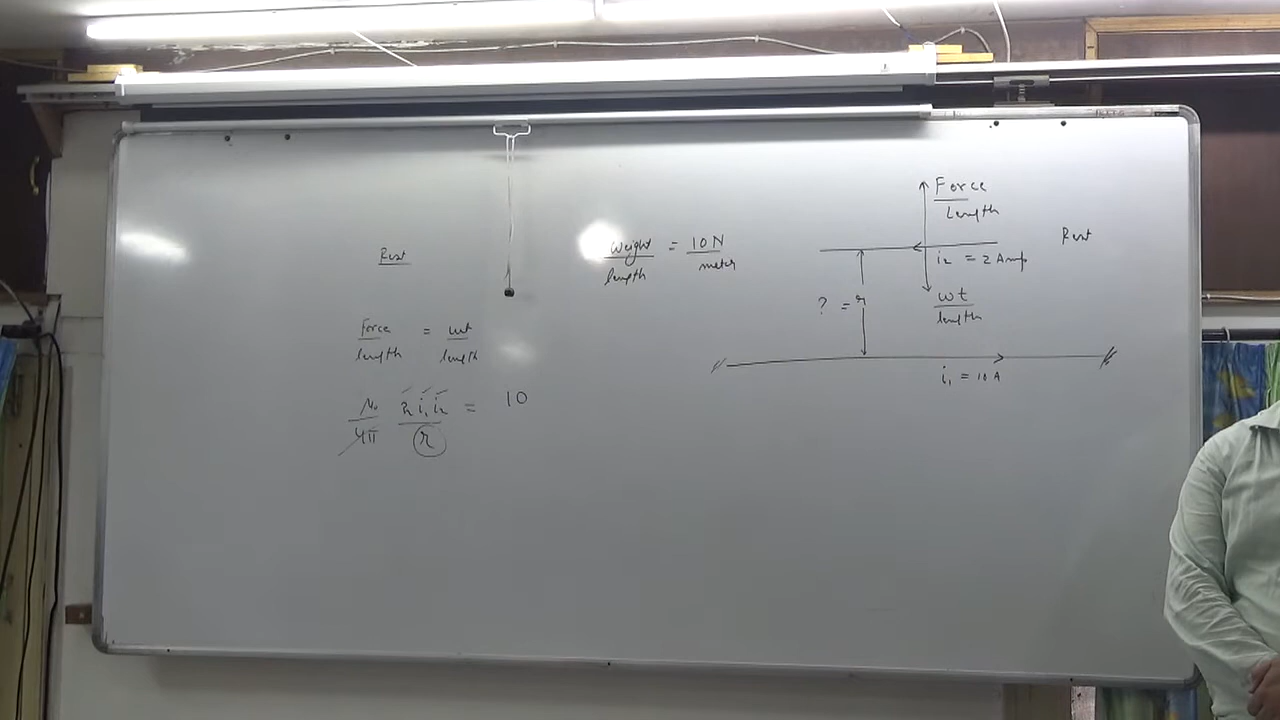 Rest
Force/length = wt/length
μ₀/4π 2i₁i₂/r = 10
Weight/length = 10N/meter
Force/Length
Rest
i₂ = 2 Amp
? = r
wt/length
i₁ = 10 A